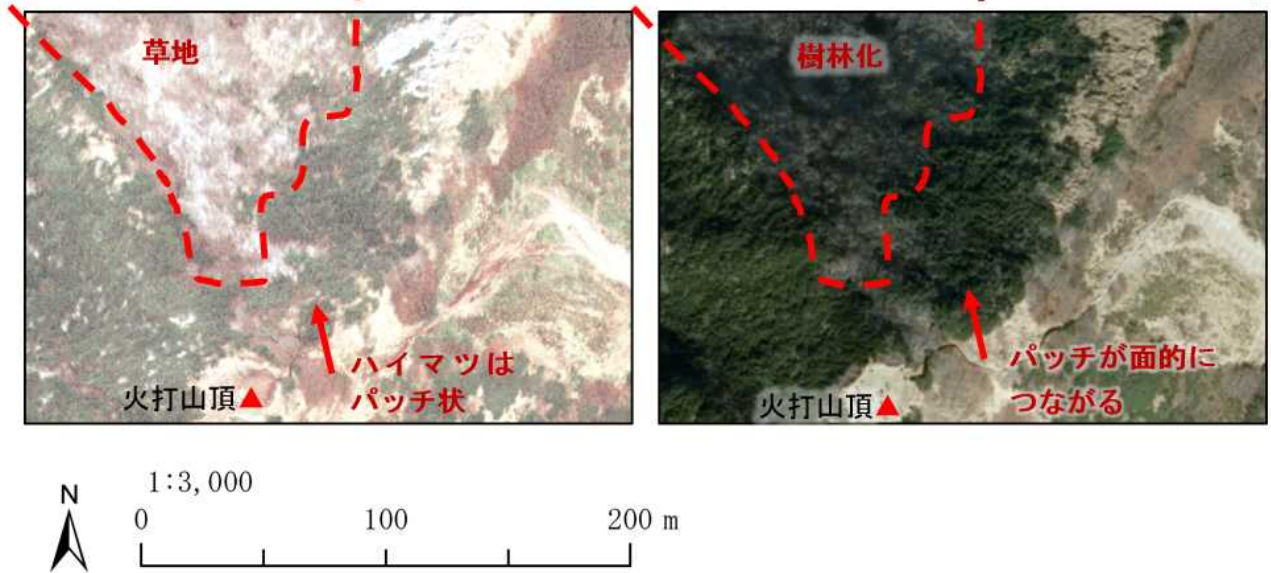 草地
ハイマツは
パッチ状
火打山頂
樹林化
パッチが面的に
つながる
火打山頂
N
1:3,000
0 100 200 m